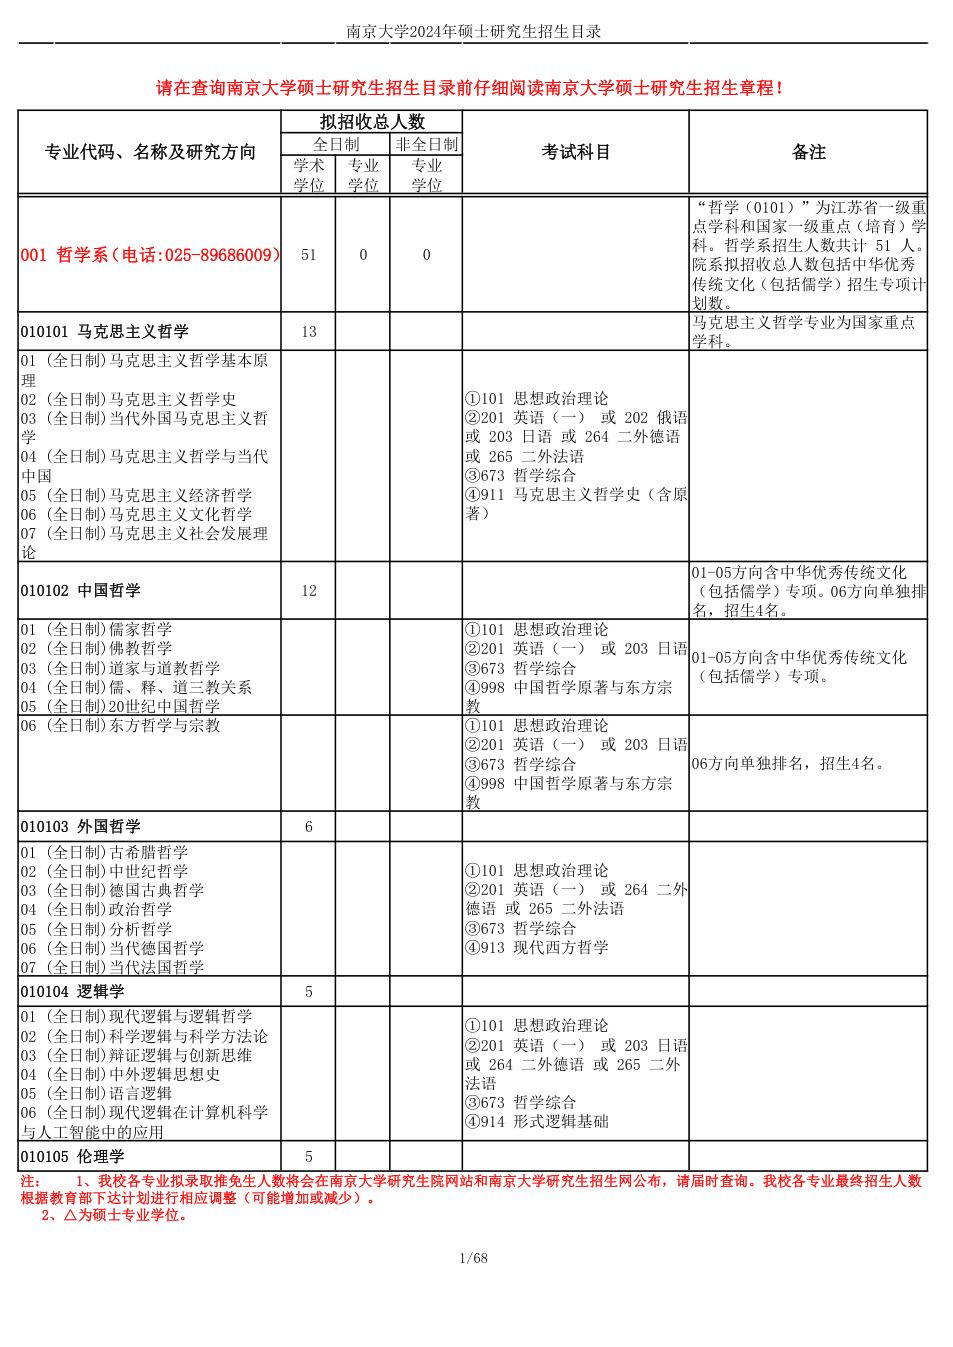 南京大学2024年硕士研究生招生目录
请在查询南京大学硕士研究生招生目录前仔细阅读南京大学硕士研究生招生章程！
专业代码、名称及研究方向
拟招收总人数
全日制
非全日制
学术
学位
专业
学位
专业
学位
考试科目
备注
001 哲学系（电话:025-89686009）
51
0
0
“哲学（0101）”为江苏省一级重
点学科和国家一级重点（培育）学
科。哲学系招生人数共计 51 人。
院系拟招收总人数包括中华优秀
传统文化（包括儒学）招生专项计
划数。
010101 马克思主义哲学
13
马克思主义哲学专业为国家重点
学科。
01 (全日制)马克思主义哲学基本原
理
02 (全日制)马克思主义哲学史
03 (全日制)当代外国马克思主义哲
学
04 (全日制)马克思主义哲学与当代
中国
05 (全日制)马克思主义经济哲学
06 (全日制)马克思主义文化哲学
07 (全日制)马克思主义社会发展理
论
①101 思想政治理论
②201 英语（一） 或 202 俄语
或 203 日语 或 264 二外德语
或 265 二外法语
③673 哲学综合
④911 马克思主义哲学史（含原
著）
010102 中国哲学
12
01-05方向含中华优秀传统文化
（包括儒学）专项。06方向单独排
名，招生4名。
01 (全日制)儒家哲学
02 (全日制)佛教哲学
03 (全日制)道家与道教哲学
04 (全日制)儒、释、道三教关系
05 (全日制)20世纪中国哲学
①101 思想政治理论
②201 英语（一） 或 203 日语
③673 哲学综合
④998 中国哲学原著与东方宗
教
01-05方向含中华优秀传统文化
（包括儒学）专项。
06 (全日制)东方哲学与宗教
①101 思想政治理论
②201 英语（一） 或 203 日语
③673 哲学综合
④998 中国哲学原著与东方宗
教
06方向单独排名，招生4名。
010103 外国哲学
6
01 (全日制)古希腊哲学
02 (全日制)中世纪哲学
03 (全日制)德国古典哲学
04 (全日制)政治哲学
05 (全日制)分析哲学
06 (全日制)当代德国哲学
07 (全日制)当代法国哲学
①101 思想政治理论
②201 英语（一） 或 264 二外
德语 或 265 二外法语
③673 哲学综合
④913 现代西方哲学
010104 逻辑学
5
01 (全日制)现代逻辑与逻辑哲学
02 (全日制)科学逻辑与科学方法论
03 (全日制)辩证逻辑与创新思维
04 (全日制)中外逻辑思想史
05 (全日制)语言逻辑
06 (全日制)现代逻辑在计算机科学
与人工智能中的应用
①101 思想政治理论
②201 英语（一） 或 203 日语
或 264 二外德语 或 265 二外
法语
③673 哲学综合
④914 形式逻辑基础
010105 伦理学
5
注： 1、我校各专业拟录取推免生人数将会在南京大学研究生院网站和南京大学研究生招生网公布，请届时查询。我校各专业最终招生人数
根据教育部下达计划进行相应调整（可能增加或减少）。
2、△为硕士专业学位。
1/68